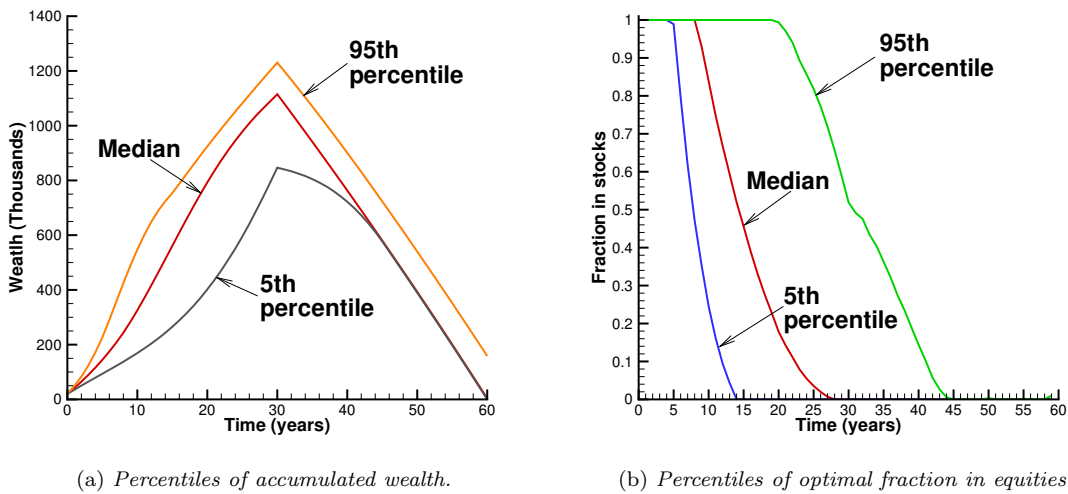 1400
1200
1000
800
600
400
200
0
Weatlh (Thousands)
95th
percentile
Median
5th
percentile
0 10 20 30 40 50 60
Time (years)
(a) Percentiles of accumulated wealth.
1
0.9
0.8
0.7
0.6
0.5
0.4
0.3
0.2
0.1
0
Fraction in stocks
95th
percentile
Median
5th
percentile
0 5 10 15 20 25 30 35 40 45 50 55 60
Time (years)
(b) Percentiles of optimal fraction in equities